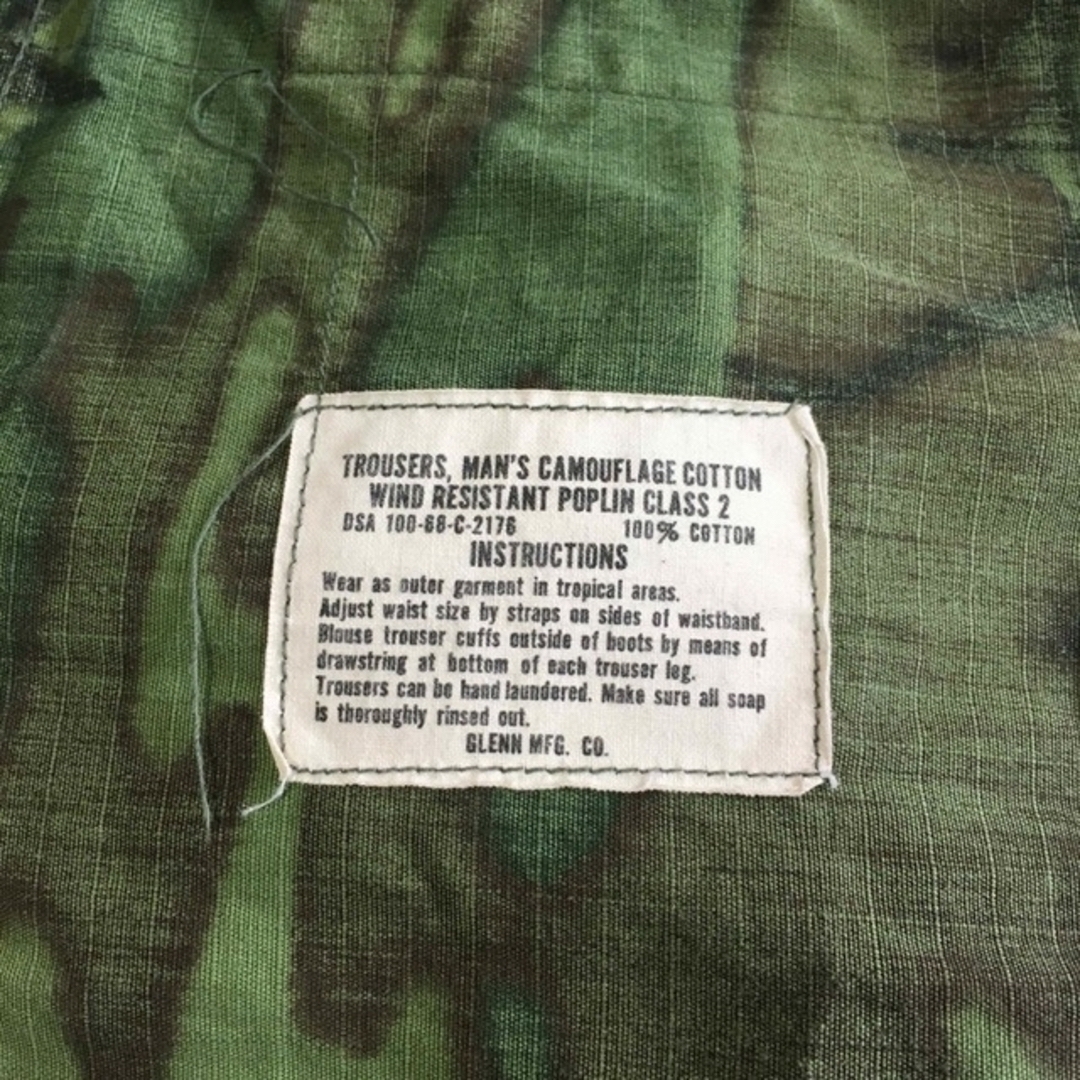 TROUSERS, MAN'S CAMOUFLAGE COTTON
WIND RESISTANT POPLIN CLASS 2
DSA 100-68-C-2176 100% COTTON
INSTRUCTIONS
Wear as outer garment in tropical areas.
Adjust waist size by straps on sides of waistband.
Blouse trouser cuffs outside of boots by means of
drawstring at bottom of each trouser leg.
Trousers can be hand laundered. Make sure all soap
is thoroughly rinsed out.
GLENN MFG. CO.